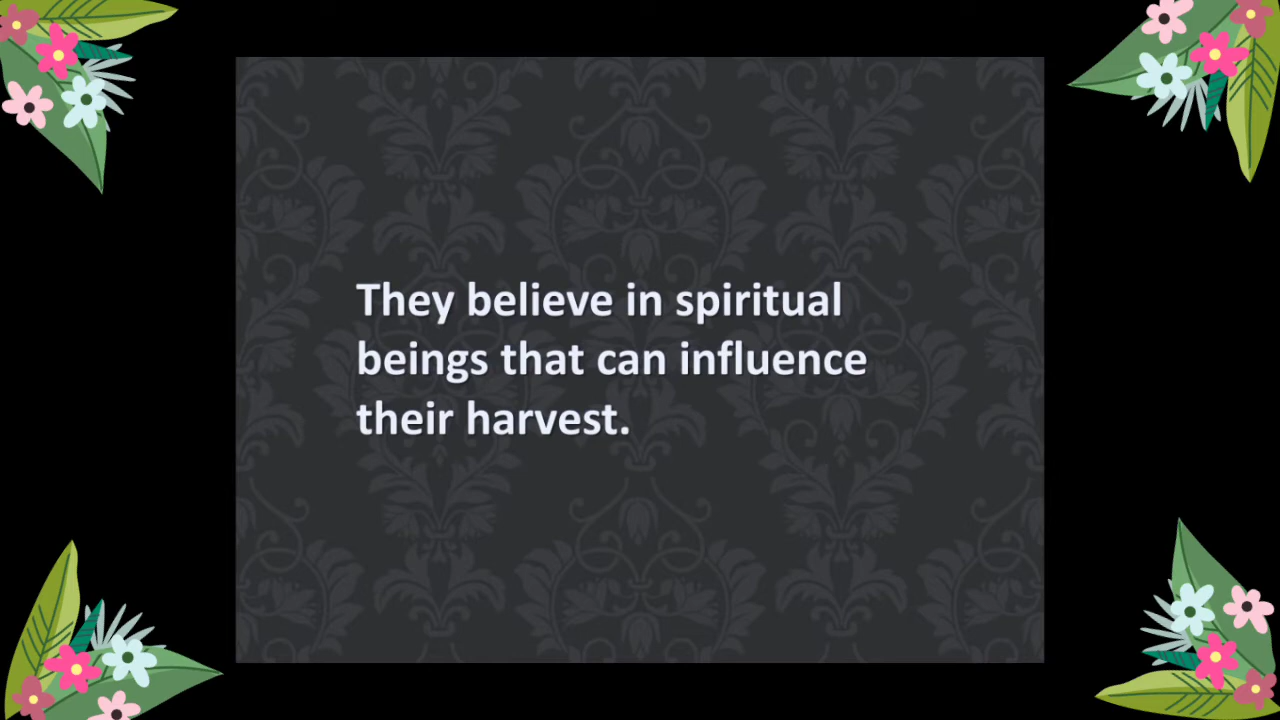 They believe in spiritual
beings that can influence
their harvest.